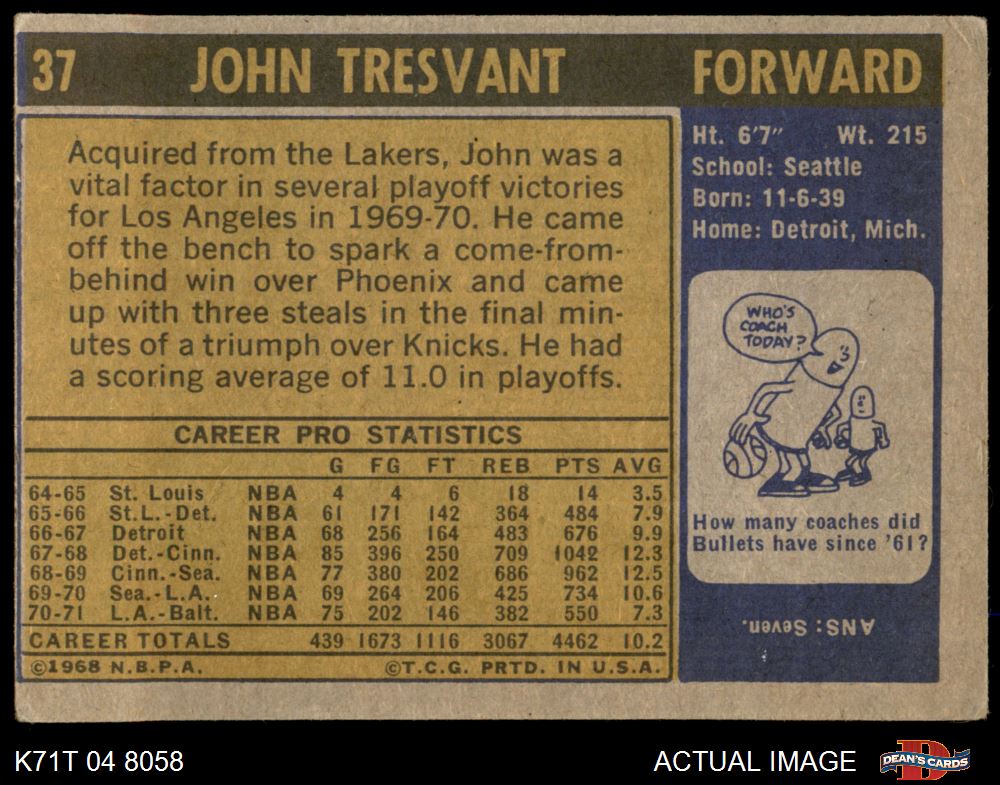 37 JOHN TRESVANT FORWARD
Acquired from the Lakers, John was a
vital factor in several playoff victories
for Los Angeles in 1969-70. He came
off the bench to spark a come-from-
behind win over Phoenix and came
up with three steals in the final min-
utes of a triumph over Knicks. He had
a scoring average of 11.0 in playoffs.
CAREER PRO STATISTICS
G FG FT REB PTS AVG
64-65 St. Louis NBA 4 4 6 18 14 3.5
65-66 St.L.-Det. NBA 61 171 142 364 484 7.9
66-67 Detroit NBA 68 256 164 483 676 9.9
67-68 Det.-Cinn. NBA 85 396 250 709 1042 12.3
68-69 Cinn.-Sea. NBA 77 380 202 686 962 12.5
69-70 Sea.-L.A. NBA 69 264 206 425 734 10.6
70-71 L.A.-Balt. NBA 75 202 146 382 550 7.3
CAREER TOTALS 439 1673 1116 3067 4462 10.2
©1968 N.B.P.A. ©T.C.G. PRTD. IN U.S.A.
Ht. 6'7" Wt. 215
School: Seattle
Born: 11-6-39
Home: Detroit, Mich.
WHO'S
COACH
TODAY?
How many coaches did
Bullets have since '61?
ANS: Seven.
K71T 04 8058 ACTUAL IMAGE
D
DEAN'S CARDS